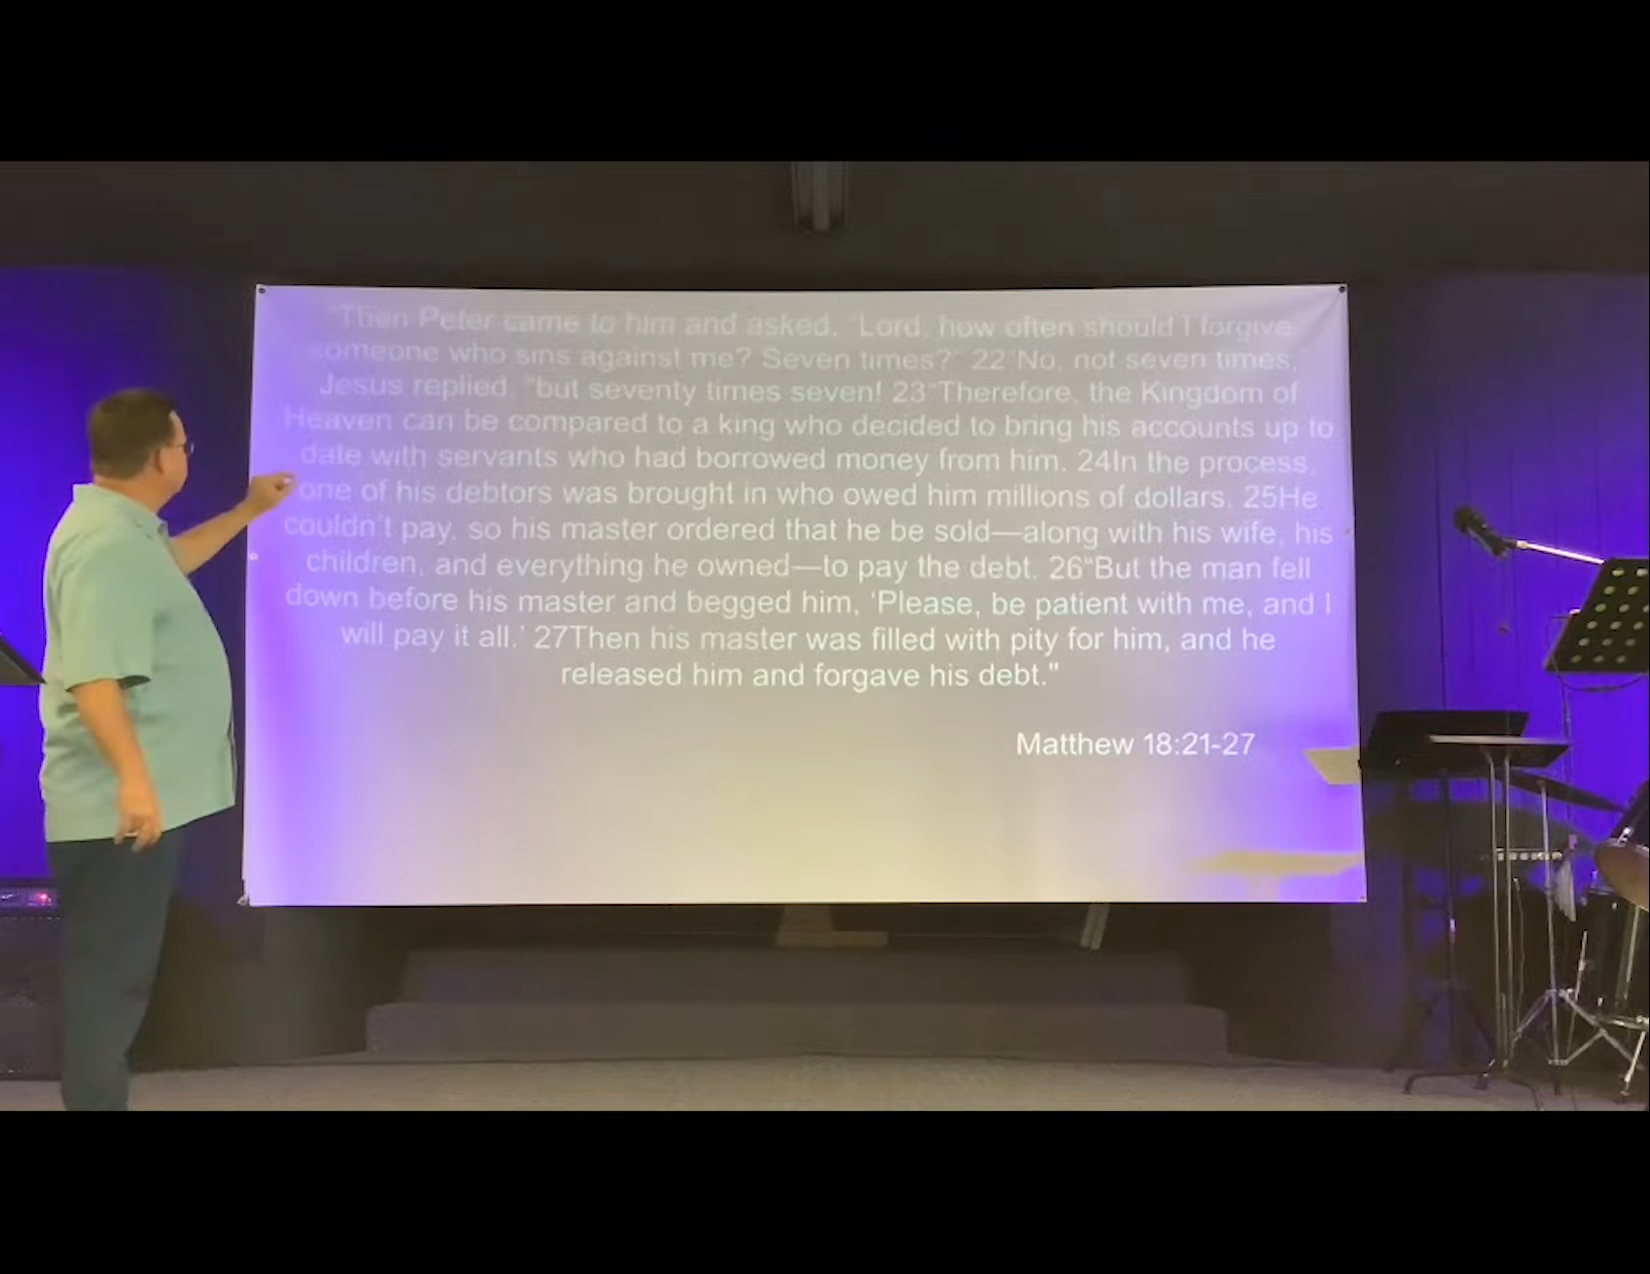 "Then Peter came to him and asked, "Lord, how often should I forgive
someone who sins against me? Seven times?" 22"No, not seven times,"
Jesus replied, "but seventy times seven! 23"Therefore, the Kingdom of
Heaven can be compared to a king who decided to bring his accounts up to
date with servants who had borrowed money from him. 24In the process,
one of his debtors was brought in who owed him millions of dollars. 25He
couldn't pay, so his master ordered that he be sold—along with his wife, his
children, and everything he owned—to pay the debt. 26"But the man fell
down before his master and begged him, 'Please, be patient with me, and I
will pay it all.' 27Then his master was filled with pity for him, and he
released him and forgave his debt."
Matthew 18:21-27